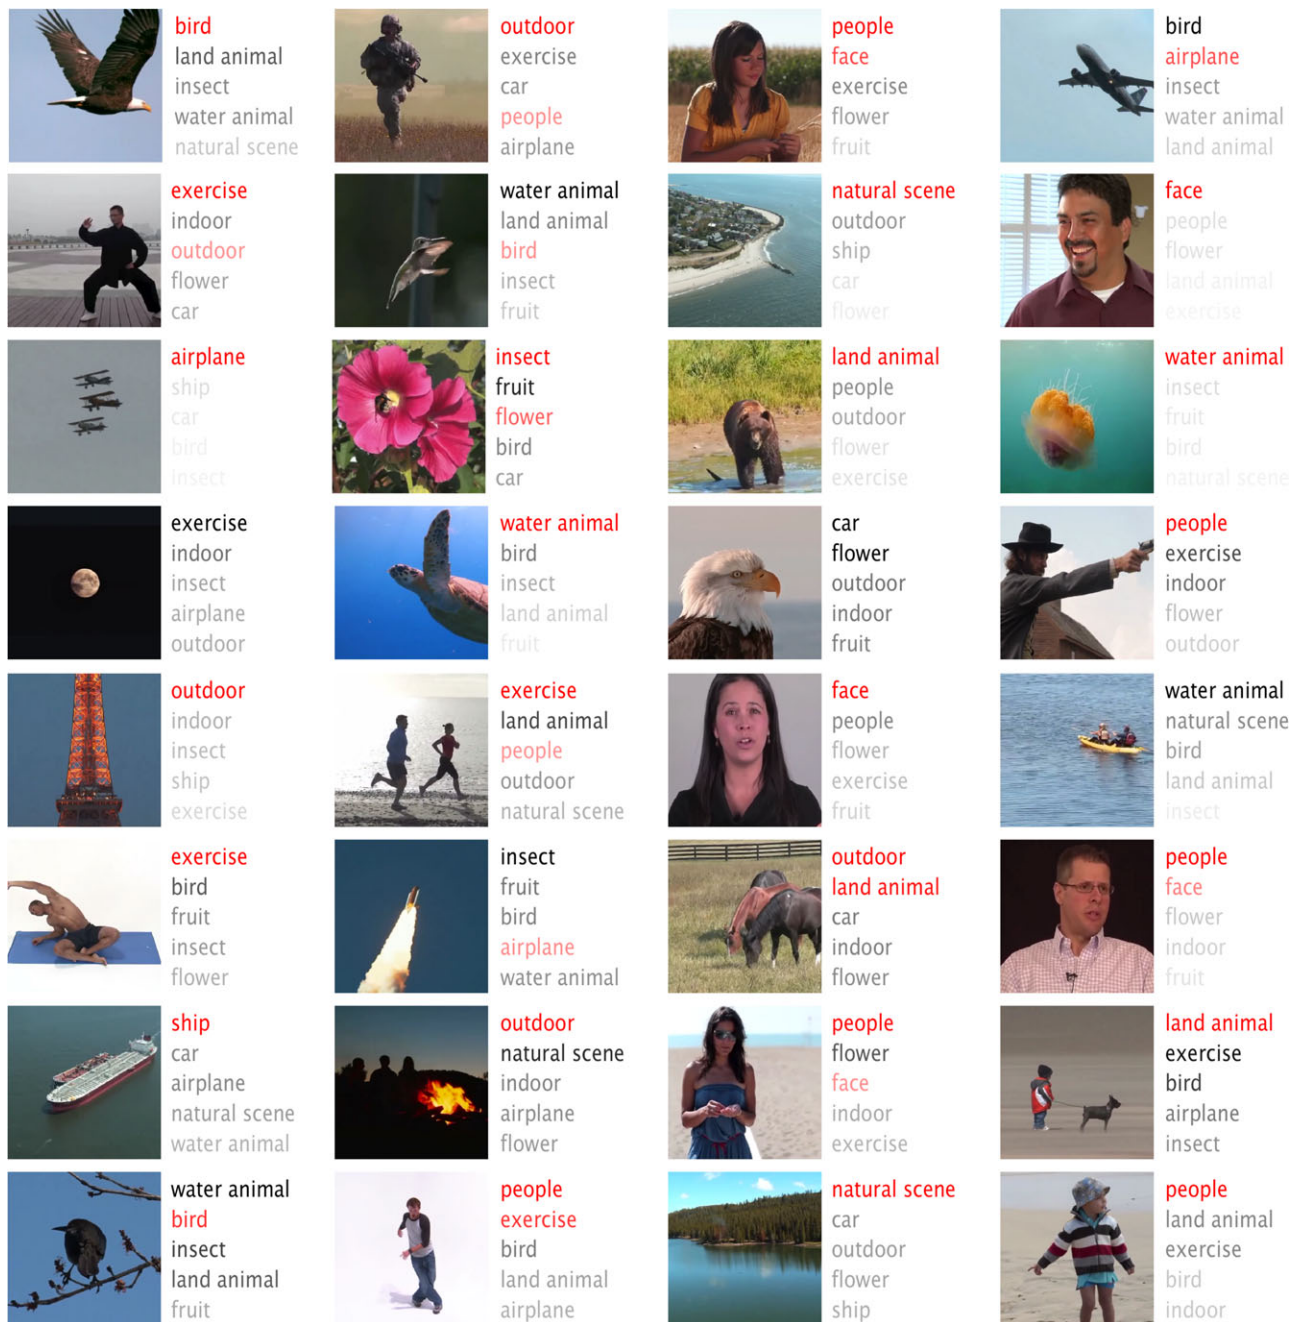 bird
land animal
insect
water animal
natural scene
outdoor
exercise
car
people
airplane
people
face
exercise
flower
fruit
bird
airplane
insect
water animal
land animal
exercise
indoor
outdoor
flower
car
water animal
land animal
bird
insect
fruit
natural scene
outdoor
ship
car
flower
face
people
flower
land animal
exercise
airplane
ship
car
bird
insect
insect
fruit
flower
bird
car
land animal
people
outdoor
flower
exercise
water animal
insect
fruit
bird
natural scene
exercise
indoor
insect
airplane
outdoor
water animal
bird
insect
land animal
fruit
car
flower
outdoor
indoor
fruit
people
exercise
indoor
flower
outdoor
outdoor
indoor
insect
ship
exercise
exercise
land animal
people
outdoor
natural scene
face
people
flower
exercise
fruit
water animal
natural scene
bird
land animal
insect
exercise
bird
fruit
insect
flower
insect
fruit
bird
airplane
water animal
outdoor
land animal
car
indoor
flower
people
face
flower
indoor
fruit
ship
car
airplane
natural scene
water animal
outdoor
natural scene
indoor
airplane
flower
people
flower
face
indoor
exercise
land animal
exercise
bird
airplane
insect
water animal
bird
insect
land animal
fruit
people
exercise
bird
land animal
airplane
natural scene
car
outdoor
flower
ship
people
land animal
exercise
bird
indoor